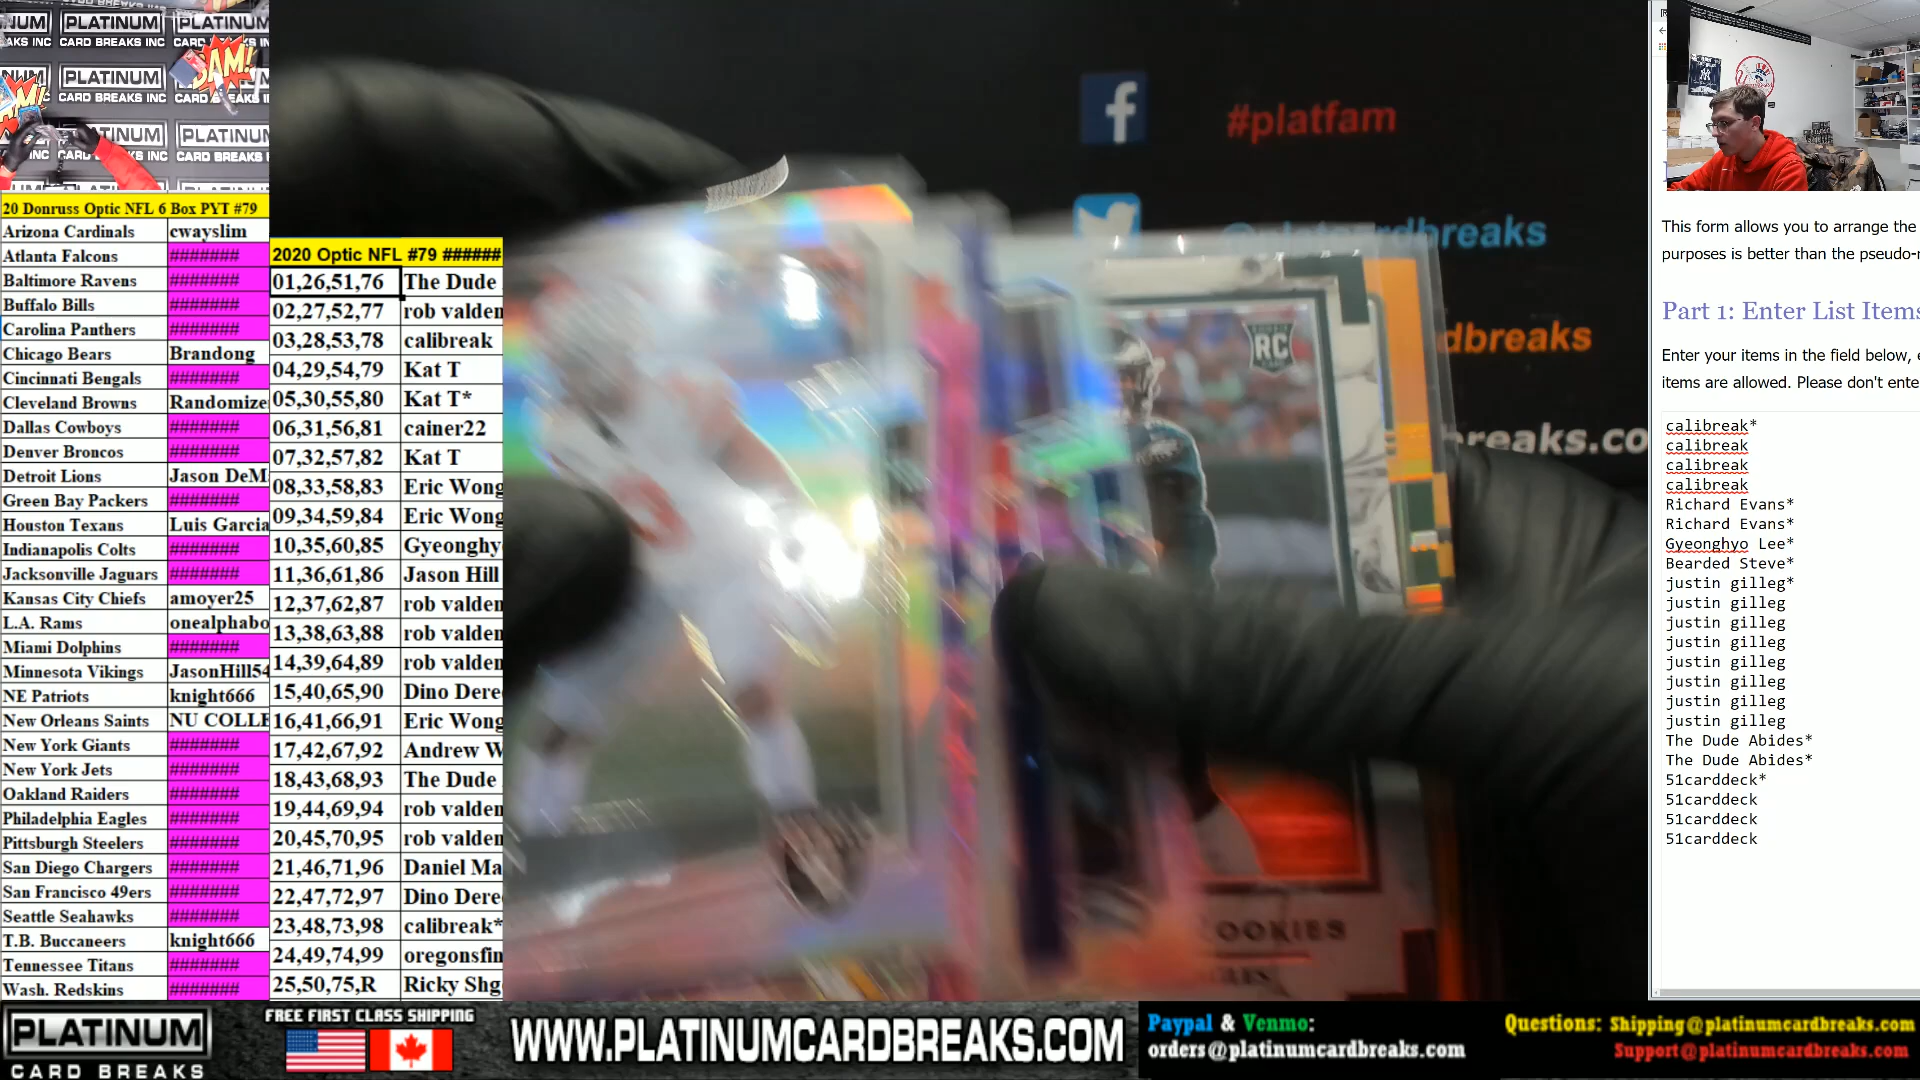 PLATINUM
CARD BREAKS INC
PLATINUM
CARD BREAKS INC
BAM!
20 Donruss Optic NFL 6 Box PYT #79
Arizona Cardinals cwayslim
Atlanta Falcons #######
Baltimore Ravens #######
Buffalo Bills #######
Carolina Panthers #######
Chicago Bears Brandong
Cincinnati Bengals #######
Cleveland Browns Randomize
Dallas Cowboys #######
Denver Broncos #######
Detroit Lions Jason DeM
Green Bay Packers #######
Houston Texans Luis Garcia
Indianapolis Colts #######
Jacksonville Jaguars #######
Kansas City Chiefs amoyer25
L.A. Rams onealphabo
Miami Dolphins #######
Minnesota Vikings JasonHill54
NE Patriots knight666
New Orleans Saints NU COLLE
New York Giants #######
New York Jets #######
Oakland Raiders #######
Philadelphia Eagles #######
Pittsburgh Steelers #######
San Diego Chargers #######
San Francisco 49ers #######
Seattle Seahawks #######
T.B. Buccaneers knight666
Tennessee Titans #######
Wash. Redskins #######
2020 Optic NFL #79 ######
01,26,51,76 The Dude
02,27,52,77 rob valden
03,28,53,78 calibreak
04,29,54,79 Kat T
05,30,55,80 Kat T*
06,31,56,81 cainer22
07,32,57,82 Kat T
08,33,58,83 Eric Wong
09,34,59,84 Eric Wong
10,35,60,85 Gyeonghy
11,36,61,86 Jason Hill
12,37,62,87 rob valden
13,38,63,88 rob valden
14,39,64,89 rob valden
15,40,65,90 Dino Dere
16,41,66,91 Eric Wong
17,42,67,92 Andrew W
18,43,68,93 The Dude
19,44,69,94 rob valden
20,45,70,95 rob valden
21,46,71,96 Daniel Ma
22,47,72,97 Dino Dere
23,48,73,98 calibreak*
24,49,74,99 oregonsfin
25,50,75,R Ricky Shg
f #platfam
@platcardbreaks
dbreaks
reaks.co
RC
OOKIES
This form allows you to arrange the
purposes is better than the pseudo-r
Part 1: Enter List Items
Enter your items in the field below, e
items are allowed. Please don't ente
calibreak*
calibreak
calibreak
calibreak
Richard Evans*
Richard Evans*
Gyeonghyo Lee*
Bearded Steve*
justin gilleg*
justin gilleg
justin gilleg
justin gilleg
justin gilleg
justin gilleg
justin gilleg
justin gilleg
The Dude Abides*
The Dude Abides*
51carddeck*
51carddeck
51carddeck
51carddeck
PLATINUM
CARD BREAKS
FREE FIRST CLASS SHIPPING
WWW.PLATINUMCARDBREAKS.COM
Paypal & Venmo:
orders@platinumcardbreaks.com
Questions: Shipping@platinumcardbreaks.com
Support@platinumcardbreaks.com